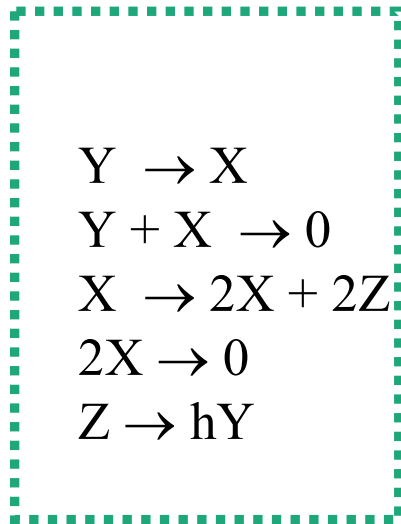 Y → X
Y + X → 0
X → 2X + 2Z
2X → 0
Z → hY